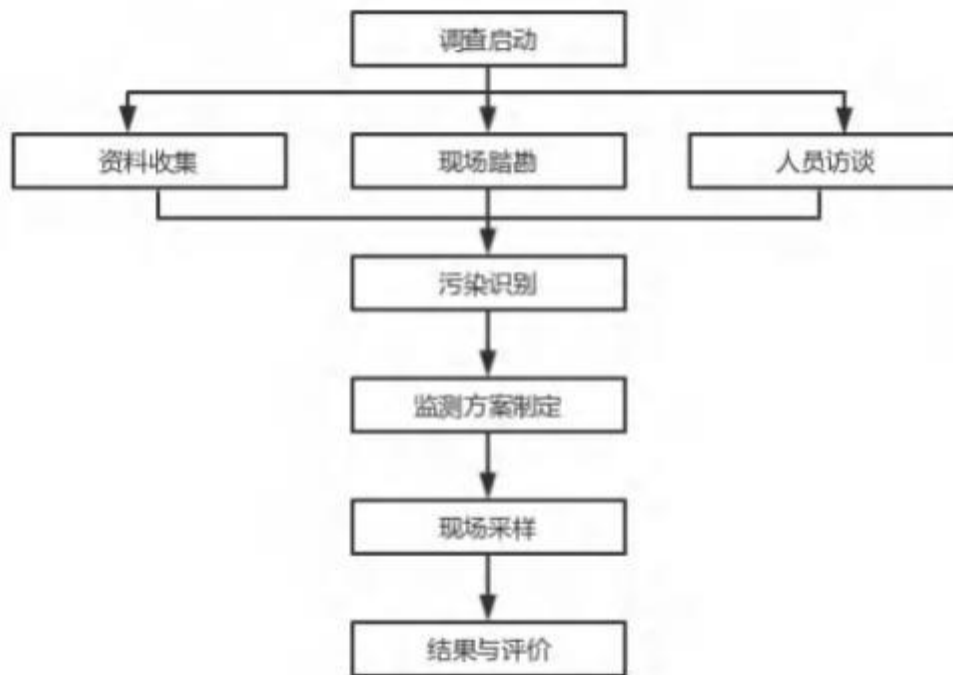 调查启动
资料收集
现场踏勘
人员访谈
污染识别
监测方案制定
现场采样
结果与评价